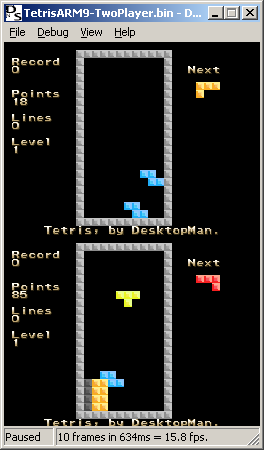 TetrisARM9-TwoPlayer.bin - D...
File Debug View Help
Record
0
Next
Points
18
Lines
0
Level
1
Tetris, by DesktopMan.
Record
0
Next
Points
85
Lines
0
Level
1
Tetris, by DesktopMan.
Paused 10 frames in 634ms = 15.8 fps.